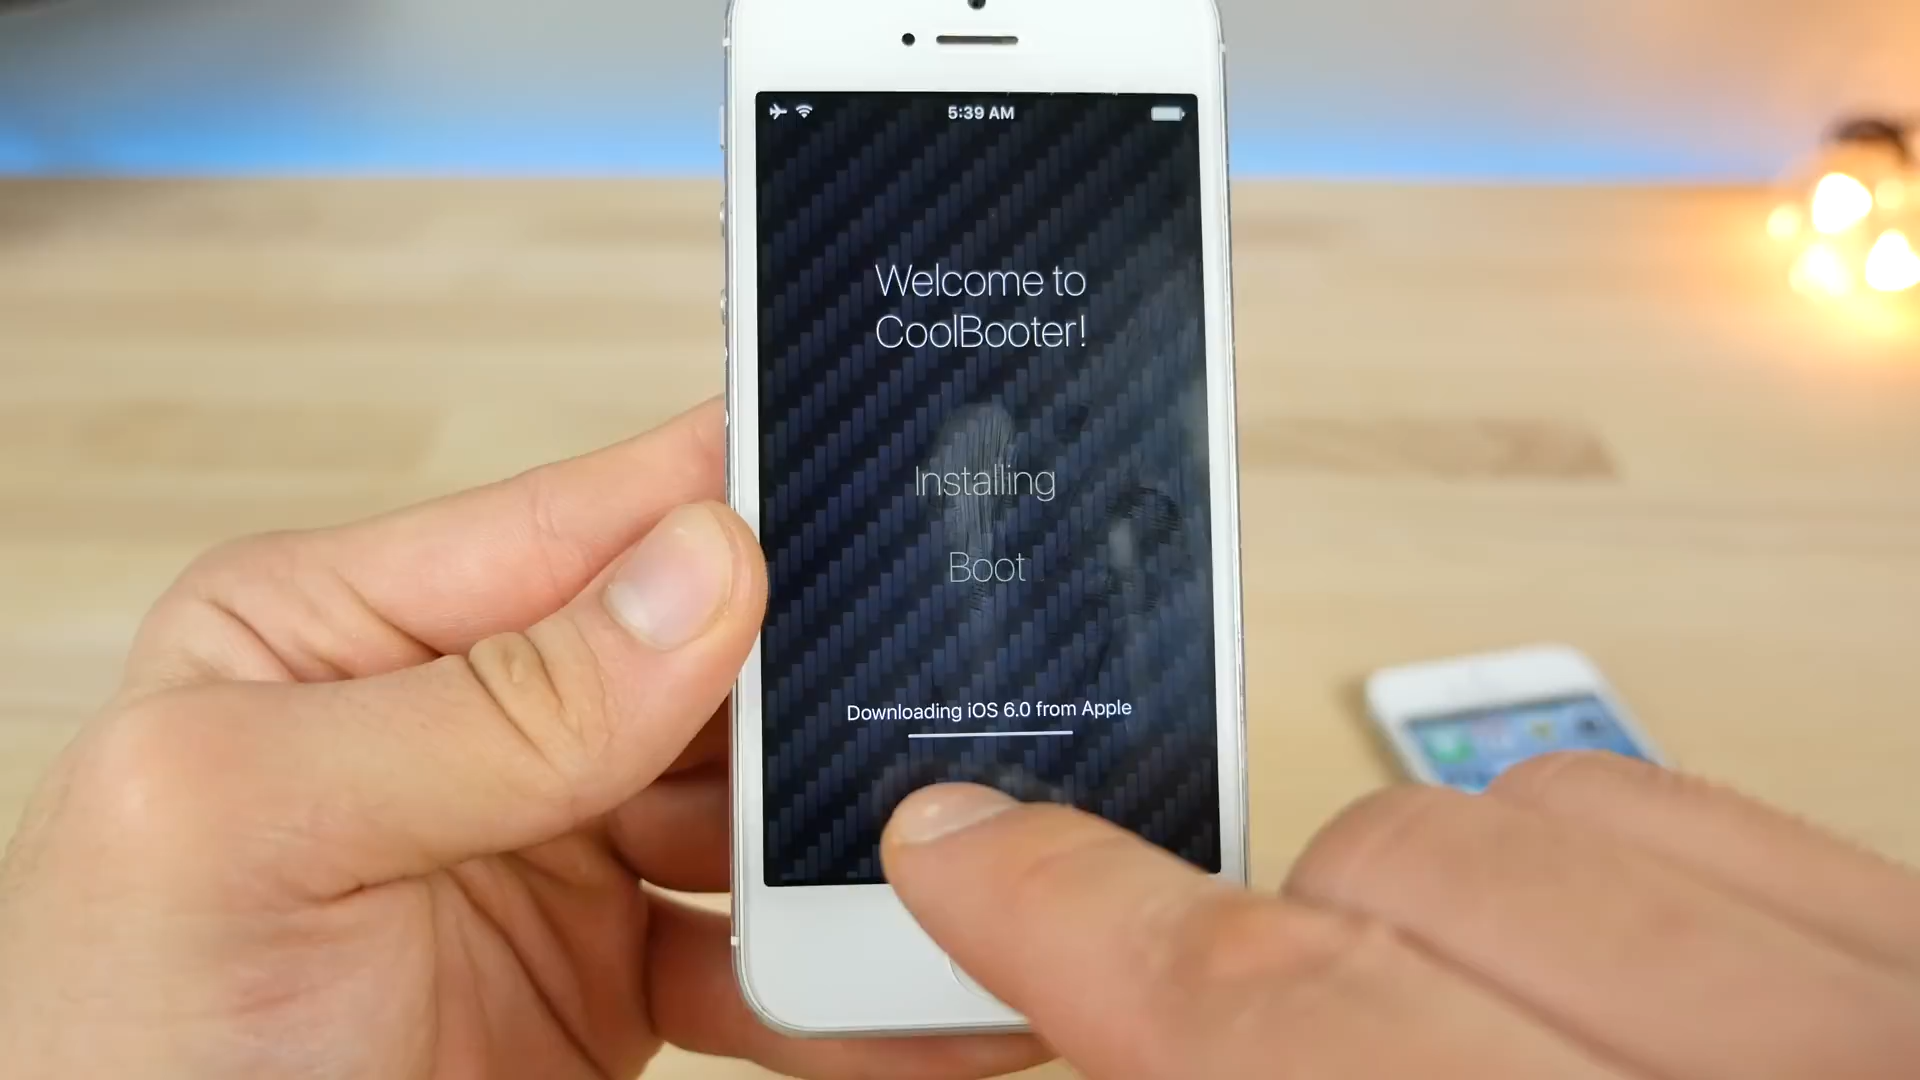 5:39 AM
Welcome to
CoolBooter!
Installing
Boot
Downloading iOS 6.0 from Apple